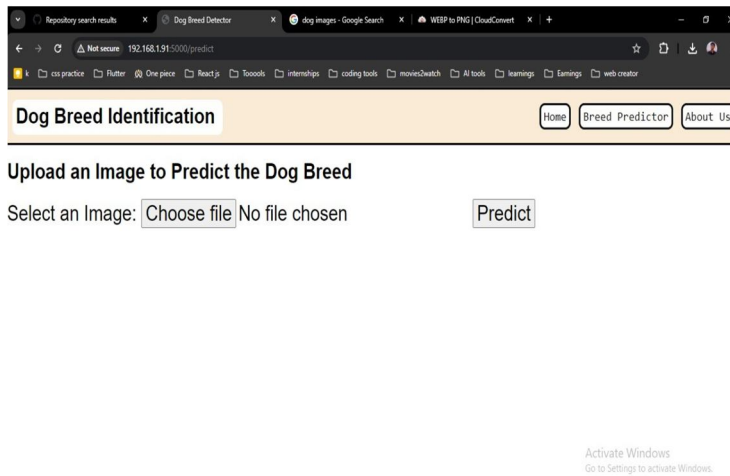 Repository search results
Dog Breed Detector
dog images - Google Search
WEBP to PNG | CloudConvert
Not secure 192.168.1.91:5000/predict
k css practice Flutter One piece React js Tooools internships coding tools movies2watch AI tools learnings Earnings web creator
Dog Breed Identification
Home Breed Predictor About Us
Upload an Image to Predict the Dog Breed
Select an Image: Choose file No file chosen Predict
Activate Windows
Go to Settings to activate Windows.